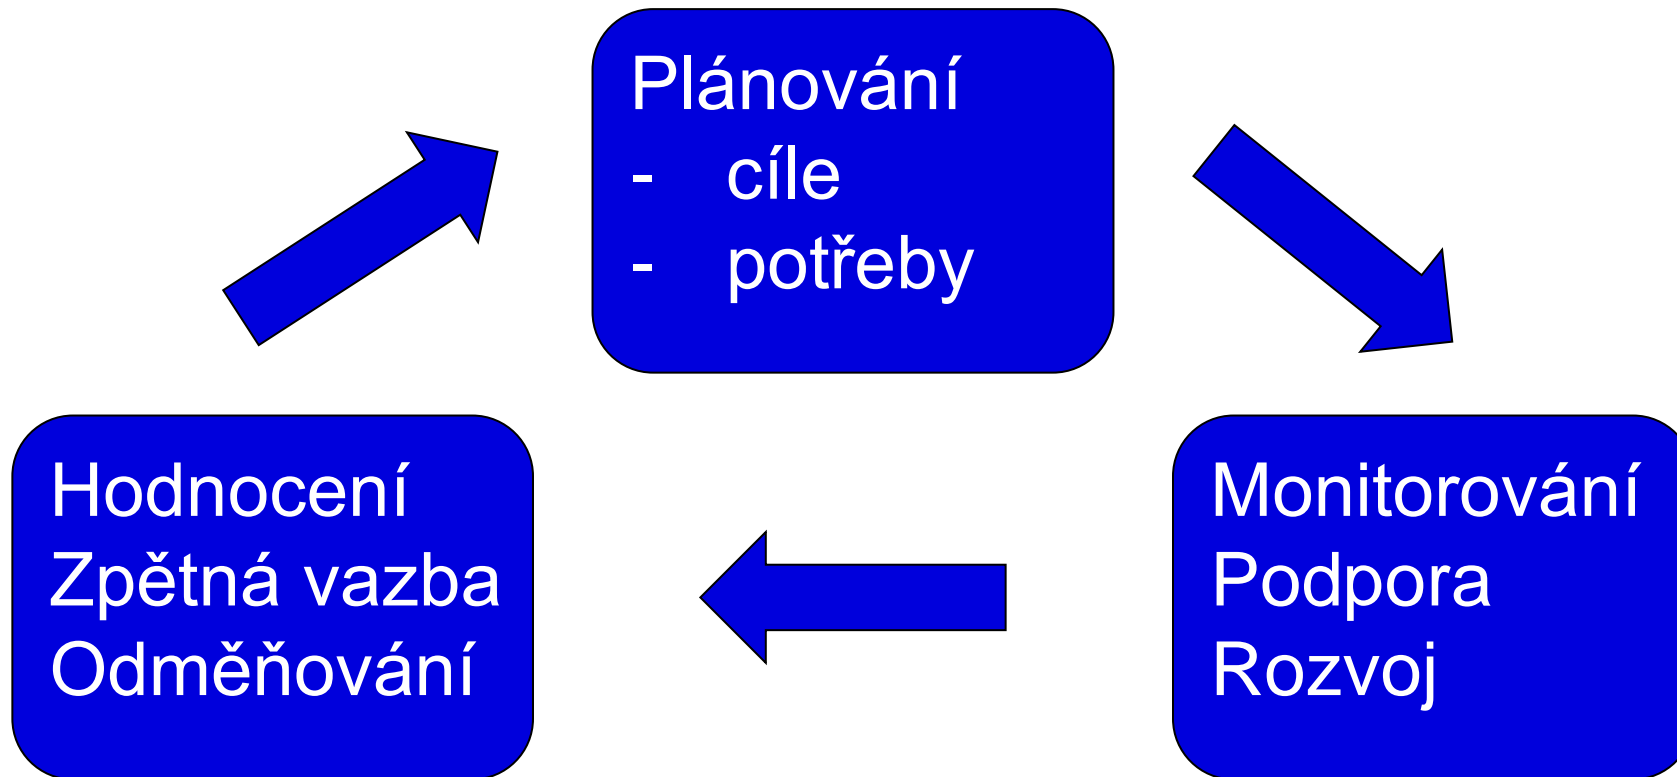 Plánování
- cíle
- potřeby
Hodnocení
Zpětná vazba
Odměňování
Monitorování
Podpora
Rozvoj